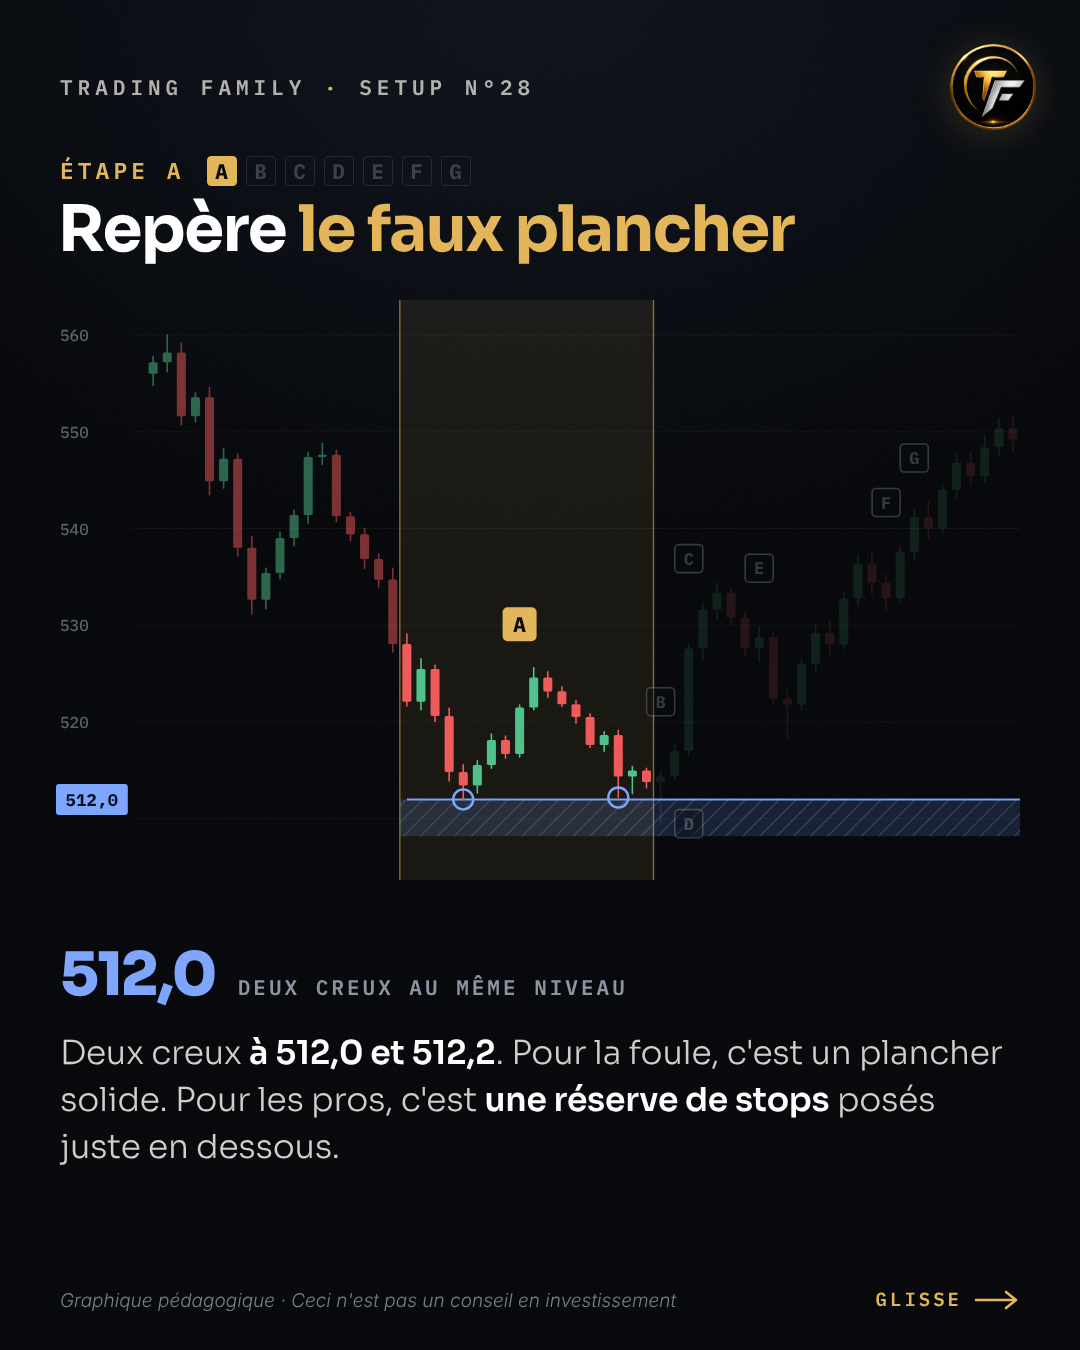 TRADING FAMILY · SETUP N°28
TF
ÉTAPE A A B C D E F G
Repère le faux plancher
560
550
540
530
520
512,0
A
B
C
D
E
F
G
512,0 DEUX CREUX AU MÊME NIVEAU
Deux creux à 512,0 et 512,2. Pour la foule, c'est un plancher
solide. Pour les pros, c'est une réserve de stops posés
juste en dessous.
Graphique pédagogique · Ceci n'est pas un conseil en investissement
GLISSE →